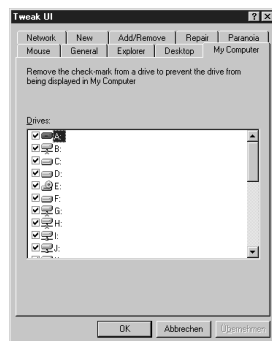 Tweak UI
Network New Add/Remove Repair Paranoia
Mouse General Explorer Desktop My Computer
Remove the check-mark from a drive to prevent the drive from
being displayed in My Computer
Drives:
A:
B:
C:
D:
E:
F:
G:
H:
I:
J:
OK Abbrechen Übernehmen